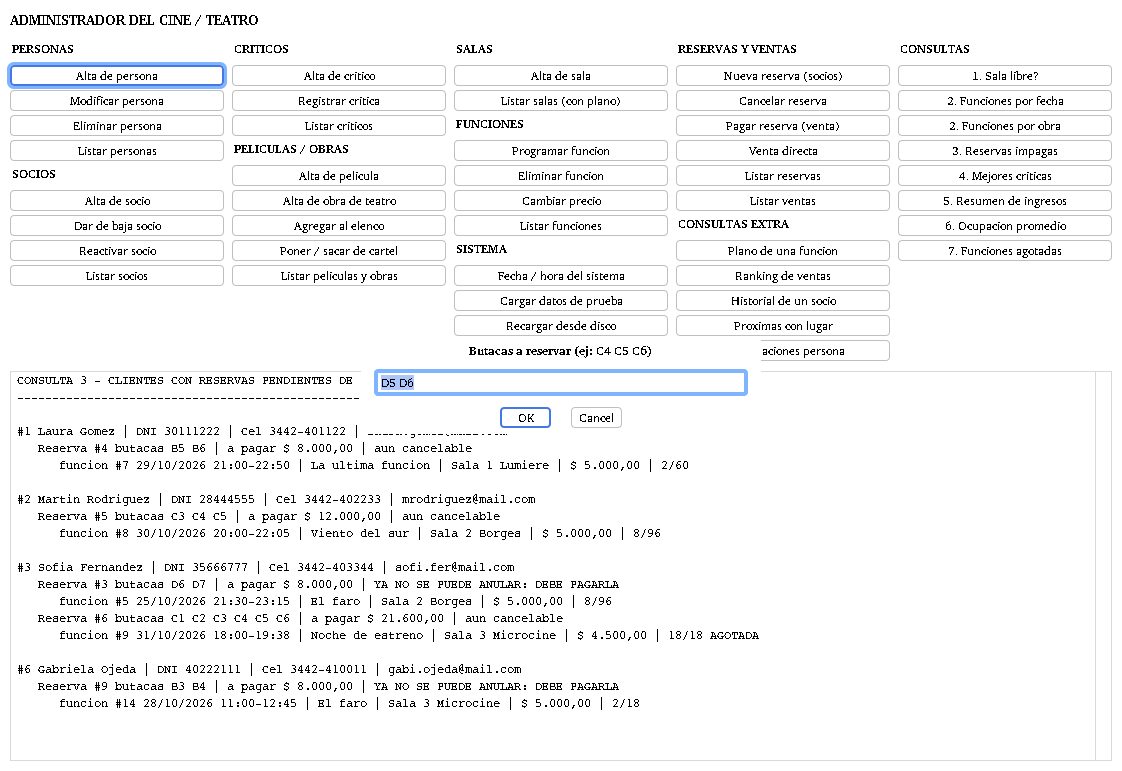 ADMINISTRADOR DEL CINE / TEATRO
PERSONAS
Alta de persona
Modificar persona
Eliminar persona
Listar personas
SOCIOS
Alta de socio
Dar de baja socio
Reactivar socio
Listar socios
CRITICOS
Alta de critico
Registrar critica
Listar criticos
PELICULAS / OBRAS
Alta de pelicula
Alta de obra de teatro
Agregar al elenco
Poner / sacar de cartel
Listar peliculas y obras
SALAS
Alta de sala
Listar salas (con plano)
FUNCIONES
Programar funcion
Eliminar funcion
Cambiar precio
Listar funciones
SISTEMA
Fecha / hora del sistema
Cargar datos de prueba
Recargar desde disco
RESERVAS Y VENTAS
Nueva reserva (socios)
Cancelar reserva
Pagar reserva (venta)
Venta directa
Listar reservas
Listar ventas
CONSULTAS EXTRA
Plano de una funcion
Ranking de ventas
Historial de un socio
Proximas con lugar
aciones persona
CONSULTAS
1. Sala libre?
2. Funciones por fecha
2. Funciones por obra
3. Reservas impagas
4. Mejores criticas
5. Resumen de ingresos
6. Ocupacion promedio
7. Funciones agotadas
Butacas a reservar (ej: C4 C5 C6)
D5 D6
OK
Cancel
CONSULTA 3 - CLIENTES CON RESERVAS PENDIENTES DE
--------------------------------------------------
#1 Laura Gomez | DNI 30111222 | Cel 3442-401122 |
Reserva #4 butacas B5 B6 | a pagar $ 8.000,00 | aun cancelable
funcion #7 29/10/2026 21:00-22:50 | La ultima funcion | Sala 1 Lumiere | $ 5.000,00 | 2/60
#2 Martin Rodriguez | DNI 28444555 | Cel 3442-402233 | mrodriguez@mail.com
Reserva #5 butacas C3 C4 C5 | a pagar $ 12.000,00 | aun cancelable
funcion #8 30/10/2026 20:00-22:05 | Viento del sur | Sala 2 Borges | $ 5.000,00 | 8/96
#3 Sofia Fernandez | DNI 35666777 | Cel 3442-403344 | sofi.fer@mail.com
Reserva #3 butacas D6 D7 | a pagar $ 8.000,00 | YA NO SE PUEDE ANULAR: DEBE PAGARLA
funcion #5 25/10/2026 21:30-23:15 | El faro | Sala 2 Borges | $ 5.000,00 | 8/96
Reserva #6 butacas C1 C2 C3 C4 C5 C6 | a pagar $ 21.600,00 | aun cancelable
funcion #9 31/10/2026 18:00-19:38 | Noche de estreno | Sala 3 Microcine | $ 4.500,00 | 18/18 AGOTADA
#6 Gabriela Ojeda | DNI 40222111 | Cel 3442-410011 | gabi.ojeda@mail.com
Reserva #9 butacas B3 B4 | a pagar $ 8.000,00 | YA NO SE PUEDE ANULAR: DEBE PAGARLA
funcion #14 28/10/2026 11:00-12:45 | El faro | Sala 3 Microcine | $ 5.000,00 | 2/18